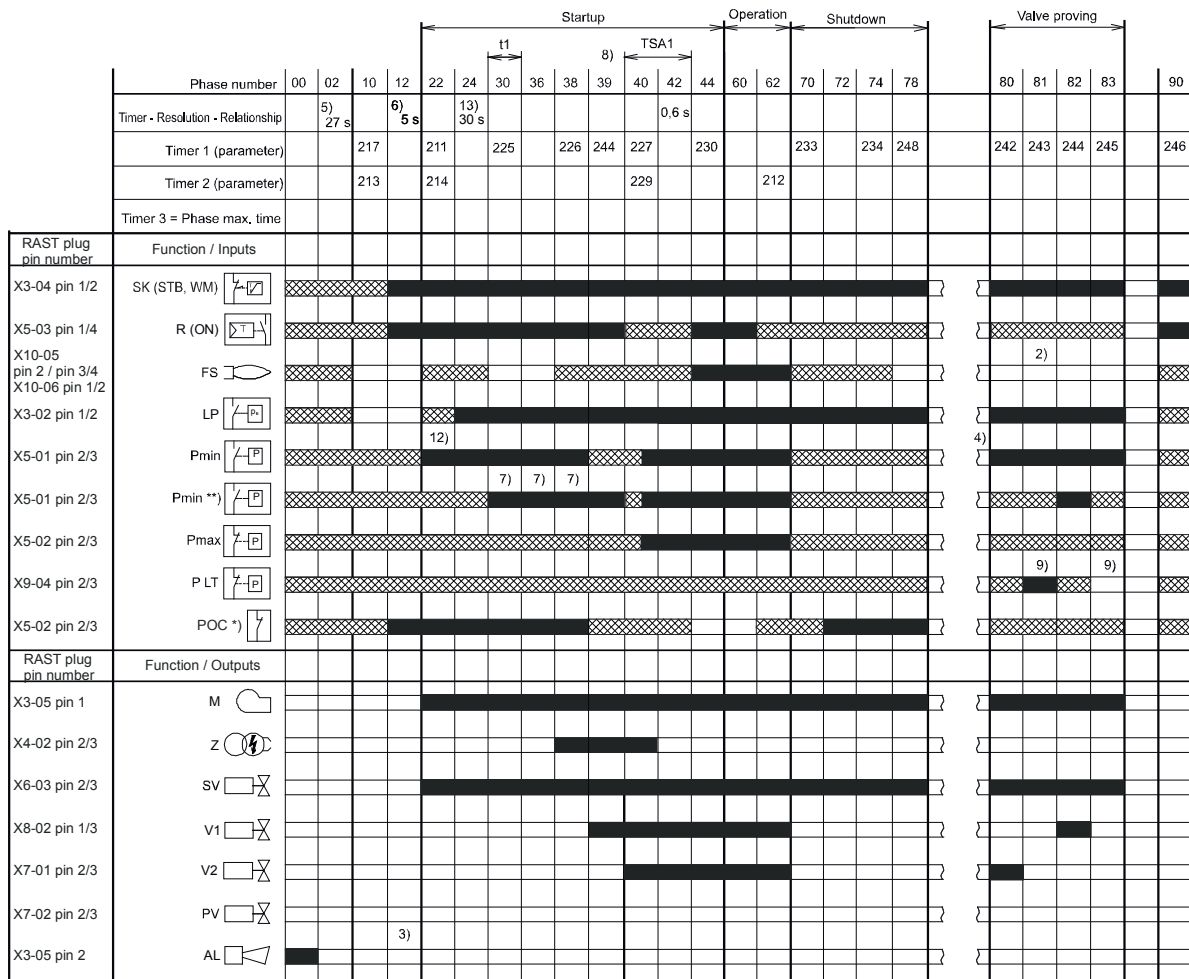 Startup Operation Shutdown Valve proving
t1 8) TSA1
Phase number 00 02 10 12 22 24 30 36 38 39 40 42 44 60 62 70 72 74 78 80 81 82 83 90
5) 6) 13)
Timer - Resolution - Relationship 27 s 5 s 30 s 0,6 s
Timer 1 (parameter) 217 211 225 226 244 227 230 233 234 248 242 243 244 245 246
Timer 2 (parameter) 213 214 229 212
Timer 3 = Phase max. time
RAST plug
pin number Function / Inputs
X3-04 pin 1/2 SK (STB, WM)
X5-03 pin 1/4 R (ON) T
X10-05 2)
pin 2 / pin 3/4 FS
X10-06 pin 1/2
X3-02 pin 1/2 LP
12) 4)
X5-01 pin 2/3 Pmin P
7) 7) 7)
X5-01 pin 2/3 Pmin **) P
X5-02 pin 2/3 Pmax P
9) 9)
X9-04 pin 2/3 P LT P
X5-02 pin 2/3 POC *)
RAST plug
pin number Function / Outputs
X3-05 pin 1 M
X4-02 pin 2/3 Z
X6-03 pin 2/3 SV
X8-02 pin 1/3 V1
X7-01 pin 2/3 V2
X7-02 pin 2/3 PV
3)
X3-05 pin 2 AL